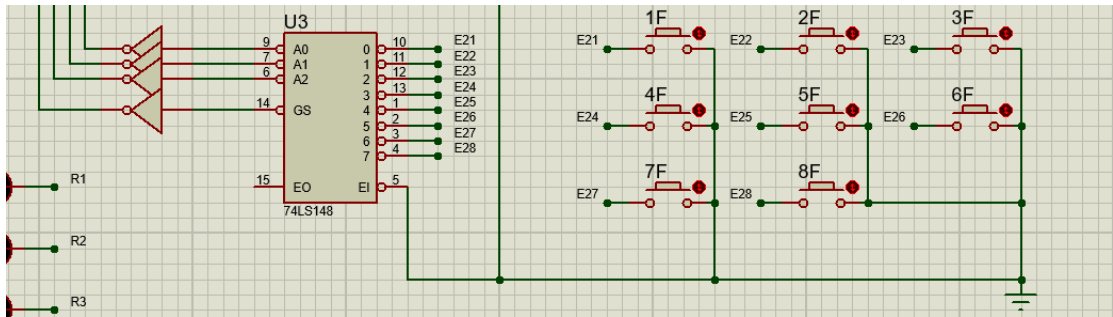 U3
9 A0 0 10 E21
7 A1 1 11 E22
6 A2 2 12 E23
3 13 E24
14 GS 4 1 E25
5 2 E26
6 3 E27
7 4 E28
15 EO EI 5
74LS148
R1
R2
R3
1F 2F 3F
E21 E22 E23
4F 5F 6F
E24 E25 E26
7F 8F
E27 E28